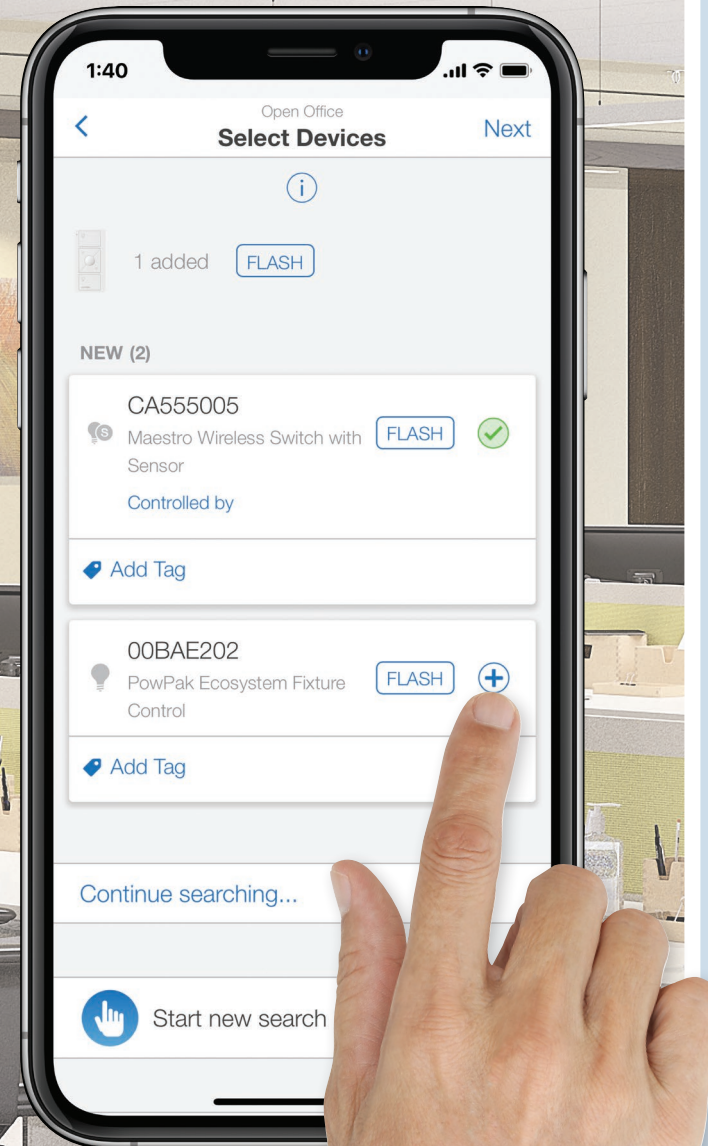 1:40
Open Office
Select Devices
Next
1 added
FLASH
NEW (2)
CA555005
Maestro Wireless Switch with
Sensor
FLASH
Controlled by
Add Tag
00BAE202
PowPak Ecosystem Fixture
Control
FLASH
Add Tag
Continue searching...
Start new search